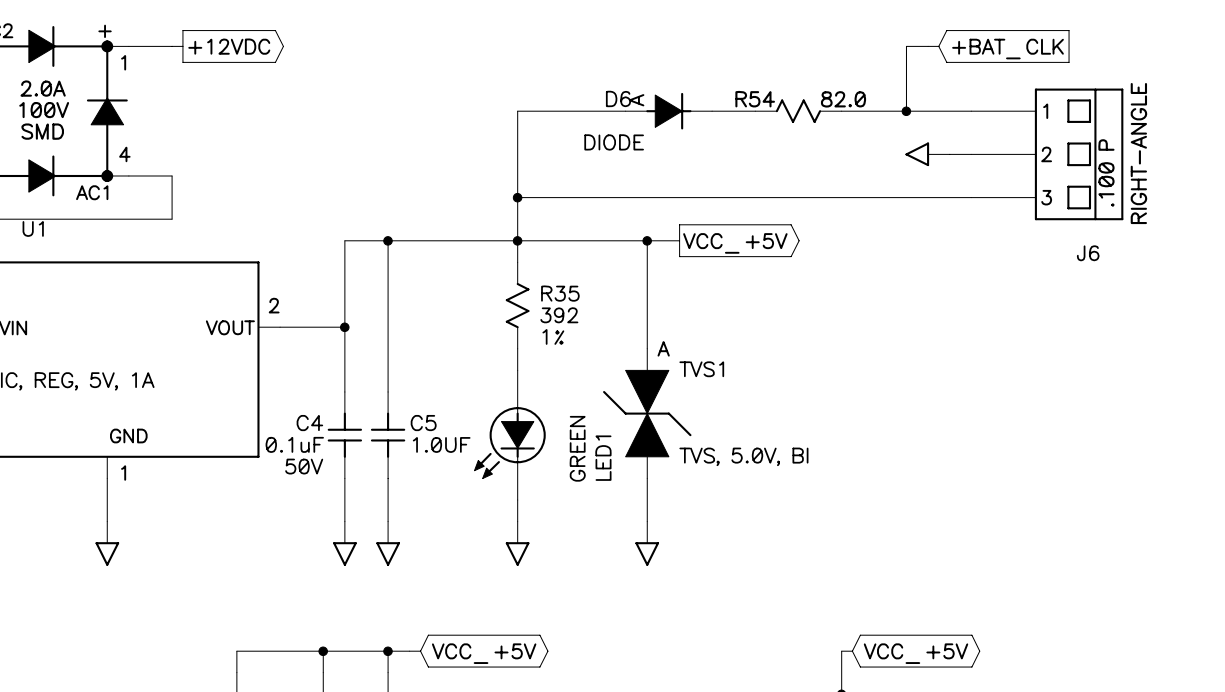 +
+12VDC
+BAT_ CLK
1
2.0A
100V
SMD
D6
A
R54
82.0
DIODE
1
2
3
.100 P
RIGHT-ANGLE
J6
4
AC1
U1
VCC_ +5V
2
VIN
VOUT
IC, REG, 5V, 1A
GND
1
R35
392
1%
A
TVS1
C4
0.1uF
50V
C5
1.0UF
GREEN
LED1
TVS, 5.0V, BI
VCC_ +5V
VCC_ +5V